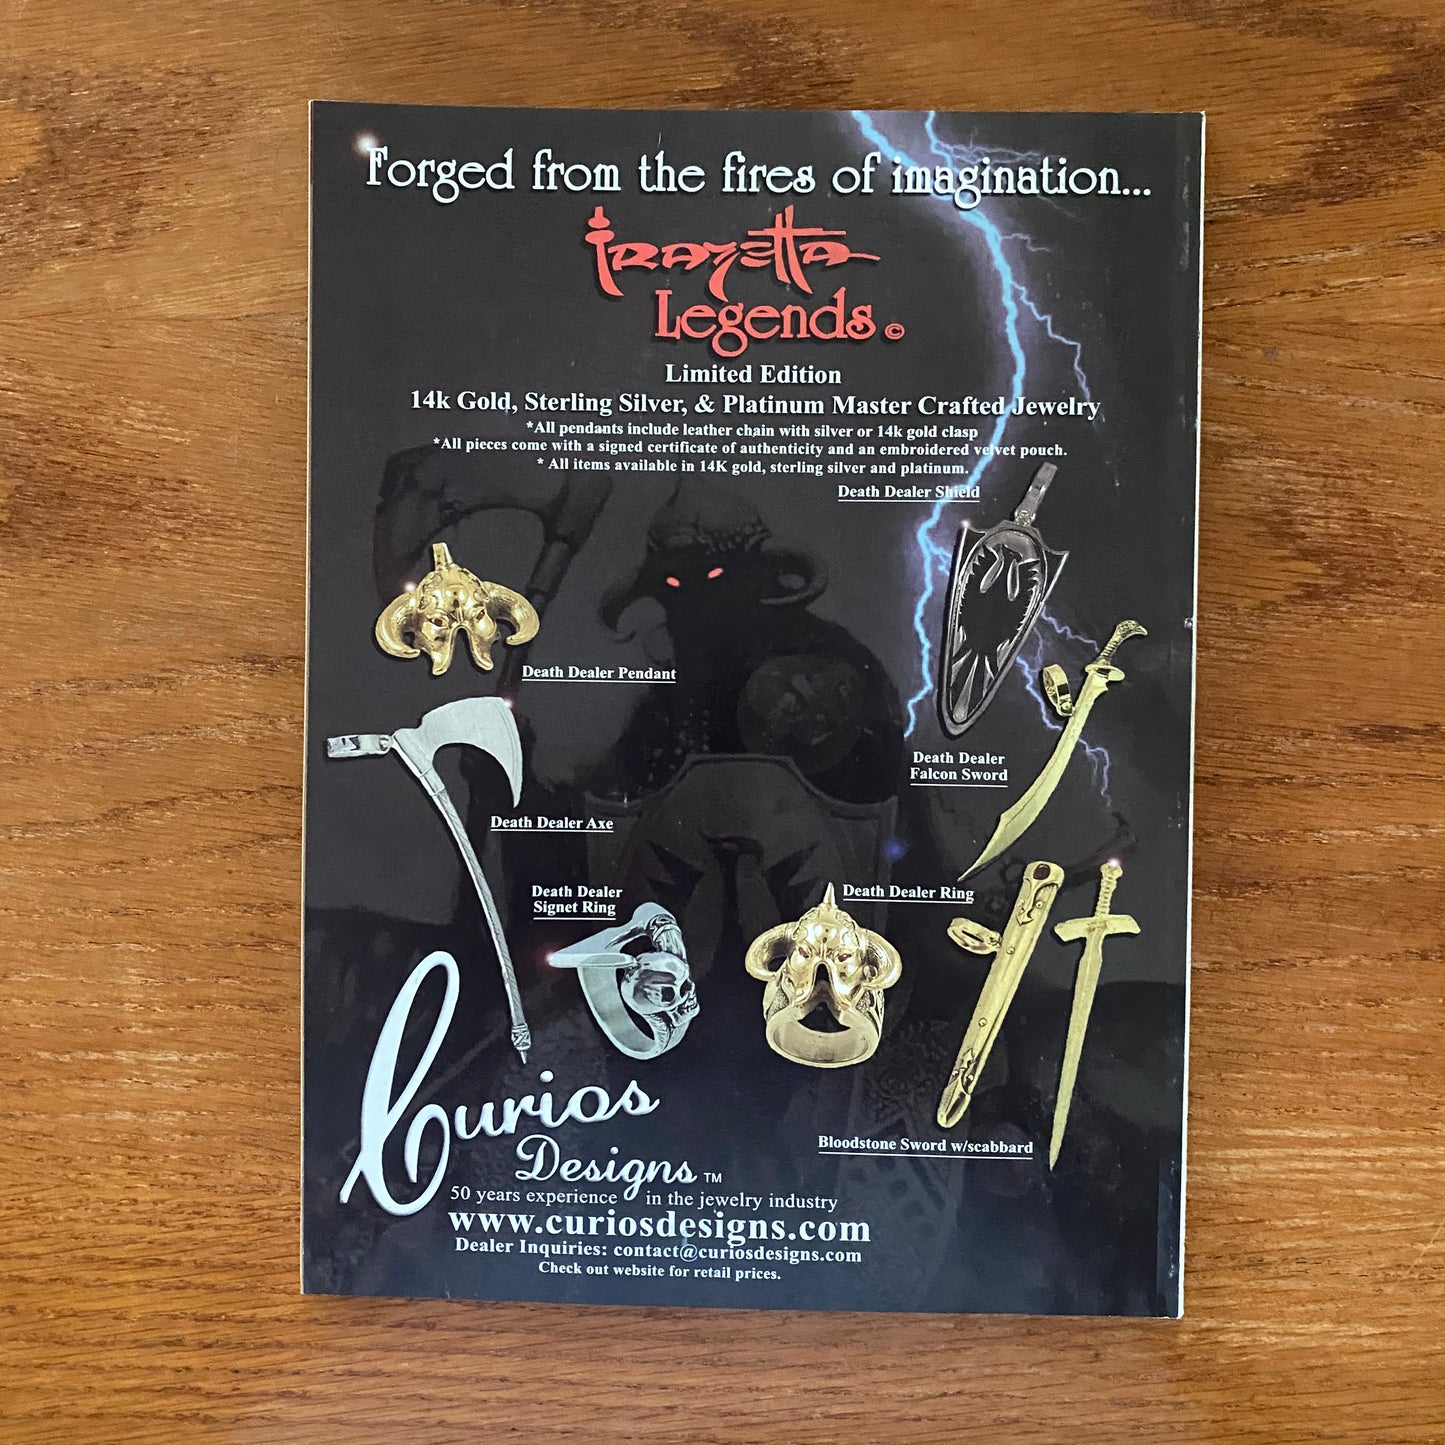 Forged from the fires of imagination...
frazetta
Legends ©
Limited Edition
14k Gold, Sterling Silver, & Platinum Master Crafted Jewelry
*All pendants include leather chain with silver or 14k gold clasp
*All pieces come with a signed certificate of authenticity and an embroidered velvet pouch.
* All items available in 14K gold, sterling silver and platinum.
Death Dealer Shield
Death Dealer Pendant
Death Dealer
Falcon Sword
Death Dealer Axe
Death Dealer
Signet Ring
Death Dealer Ring
Bloodstone Sword w/scabbard
Curios
Designs TM
50 years experience in the jewelry industry
www.curiosdesigns.com
Dealer Inquiries: contact@curiosdesigns.com
Check out website for retail prices.